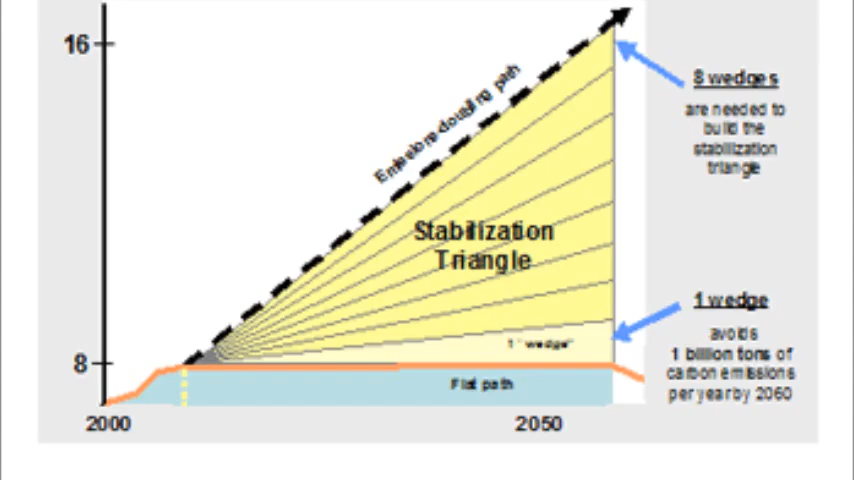 16
Emissions-doubling path
8 wedges
are needed to
build the
stabilization
triangle
Stabilization
Triangle
1 wedge
avoids
1 billion tons of
carbon emissions
per year by 2060
1 "wedge"
8
Flat path
2000
2050